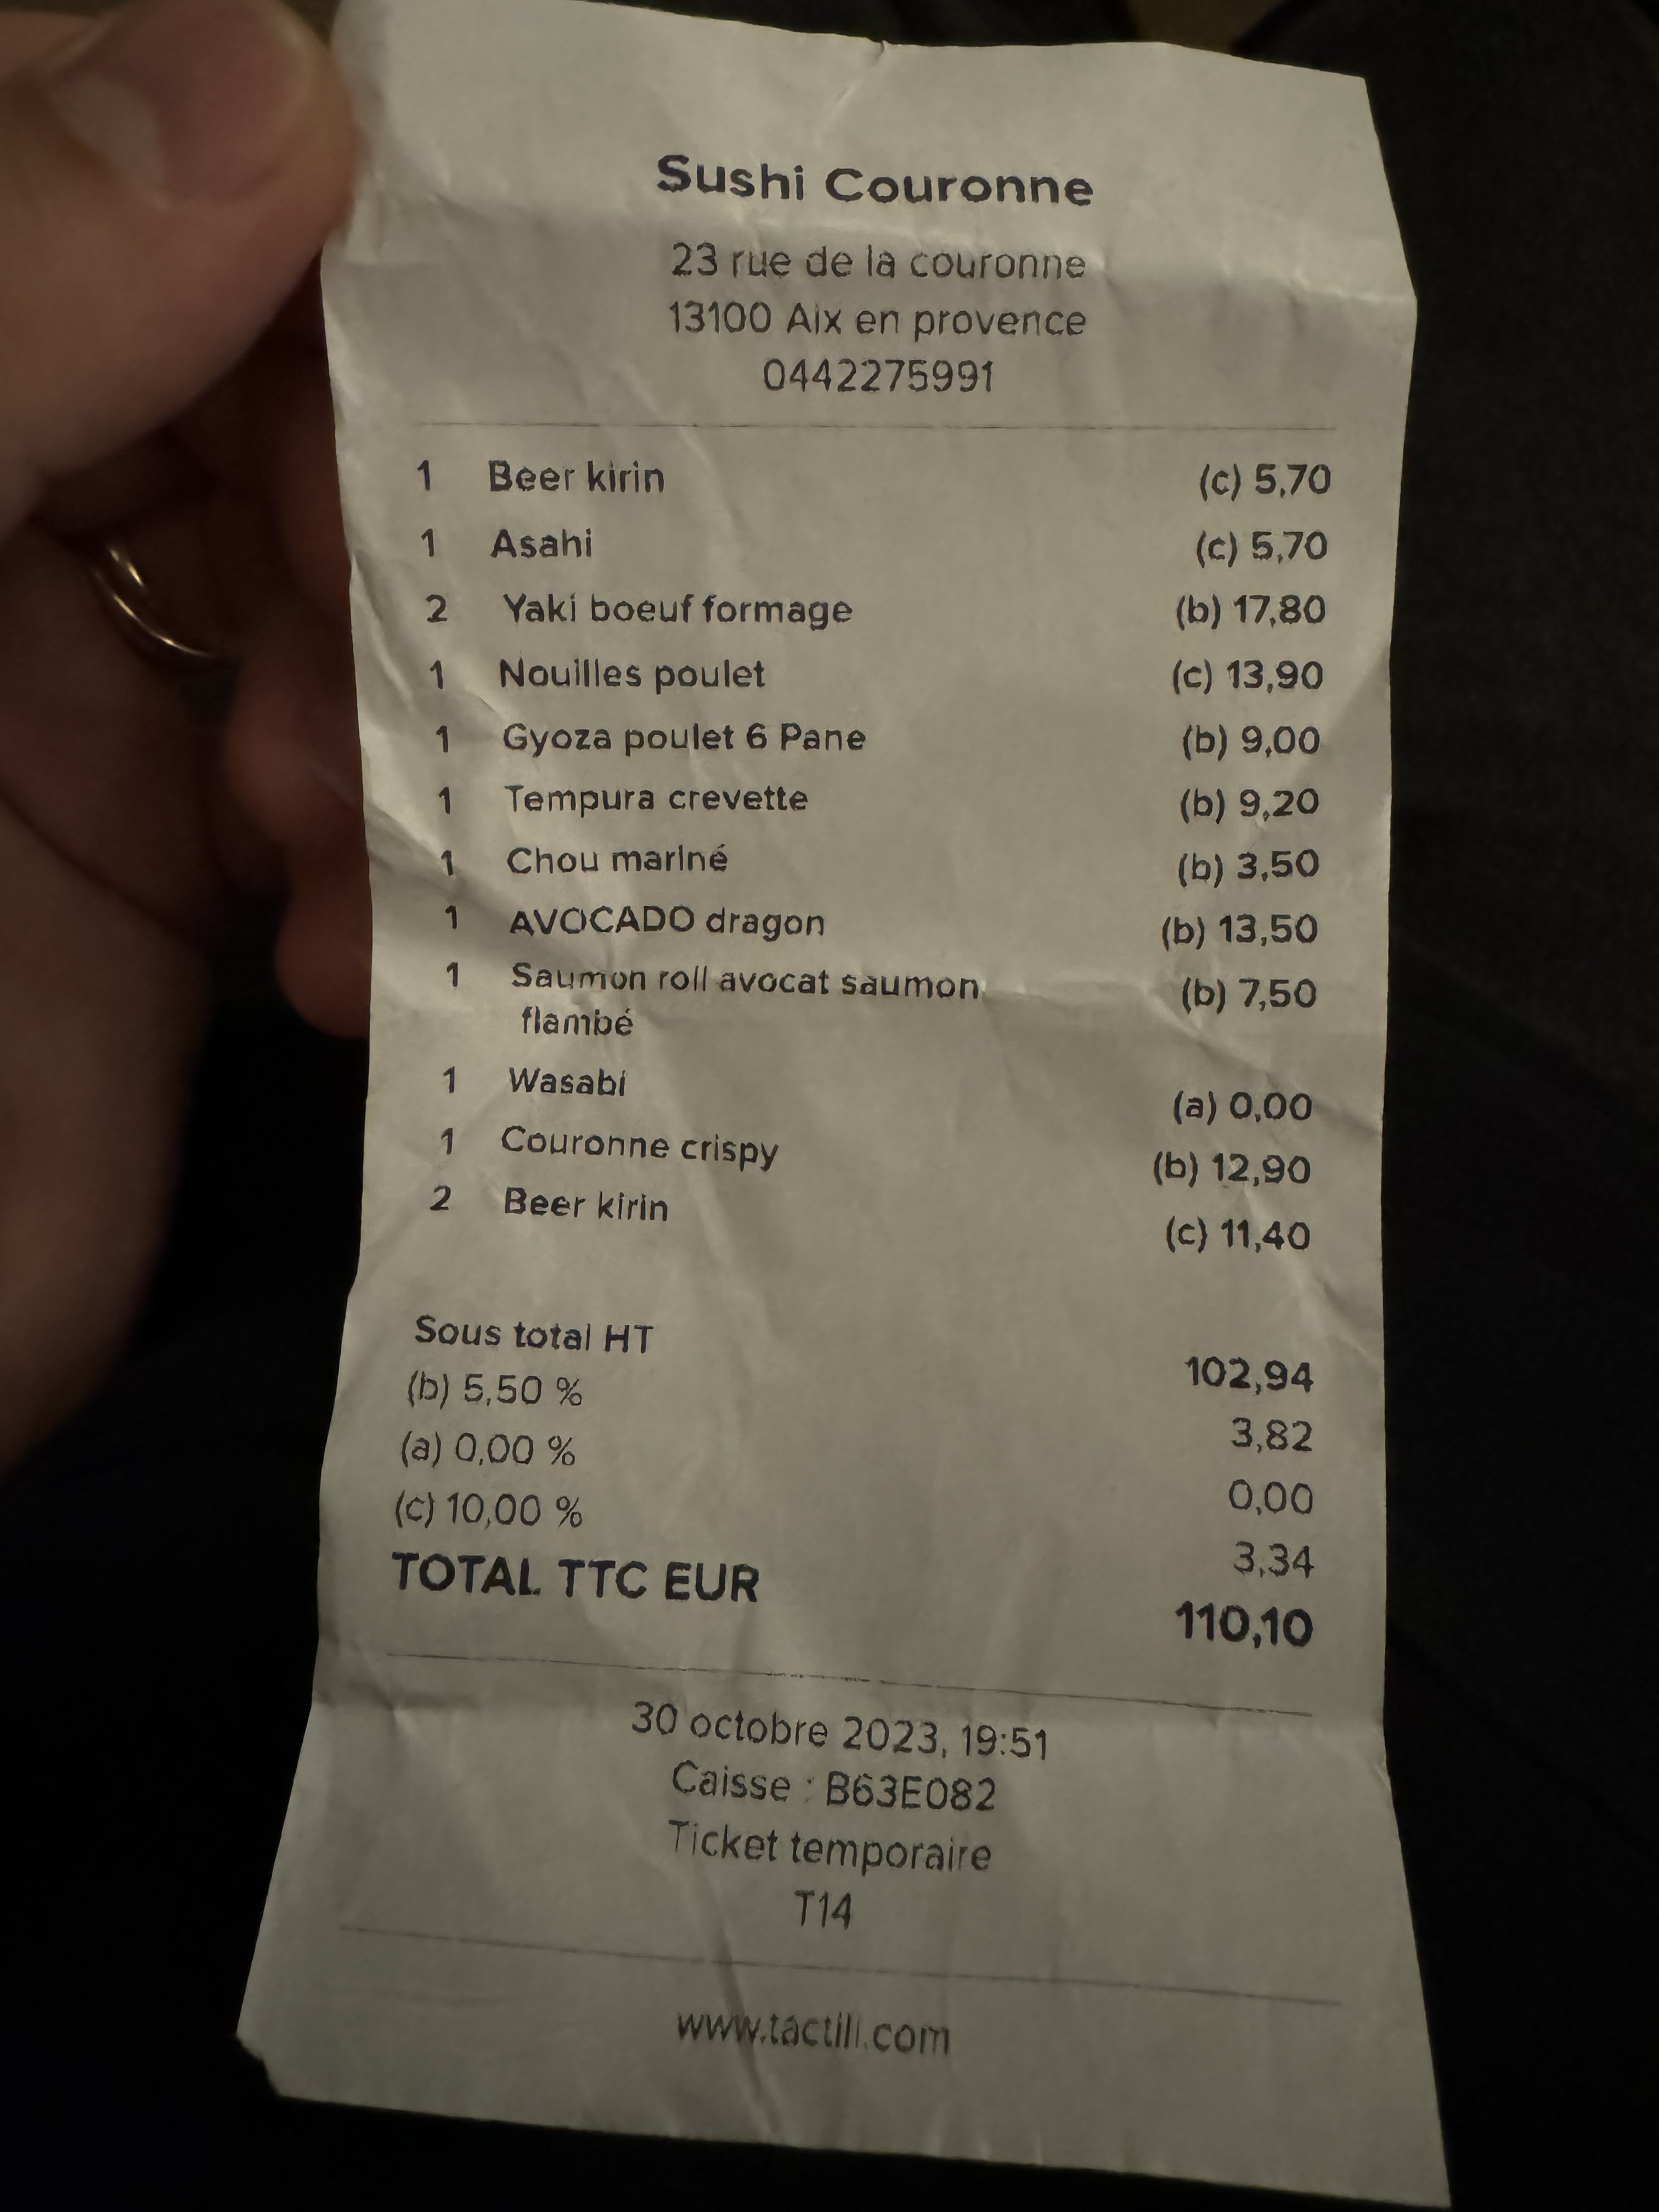 Sushi Couronne
23 rue de la couronne
13100 Aix en provence
0442275991
1 Beer kirin (c) 5,70
1 Asahi (c) 5,70
2 Yaki boeuf formage (b) 17,80
1 Nouilles poulet (c) 13,90
1 Gyoza poulet 6 Pane (b) 9,00
1 Tempura crevette (b) 9,20
1 Chou mariné (b) 3,50
1 AVOCADO dragon (b) 13,50
1 Saumon roll avocat saumon (b) 7,50
flambé
1 Wasabi (a) 0,00
1 Couronne crispy (b) 12,90
2 Beer kirin (c) 11,40
Sous total HT 102,94
(b) 5,50 % 3,82
(a) 0,00 % 0,00
(c) 10,00 % 3,34
TOTAL TTC EUR 110,10
30 octobre 2023, 19:51
Caisse : B63E082
Ticket temporaire
T14
www.tactill.com